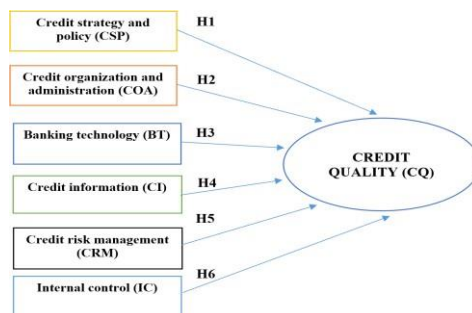 Credit strategy and
policy (CSP)
H1
Credit organization and
administration (COA)
H2
Banking technology (BT)
H3
Credit information (CI)
H4
Credit risk management
(CRM)
H5
Internal control (IC)
H6
CREDIT
QUALITY (CQ)